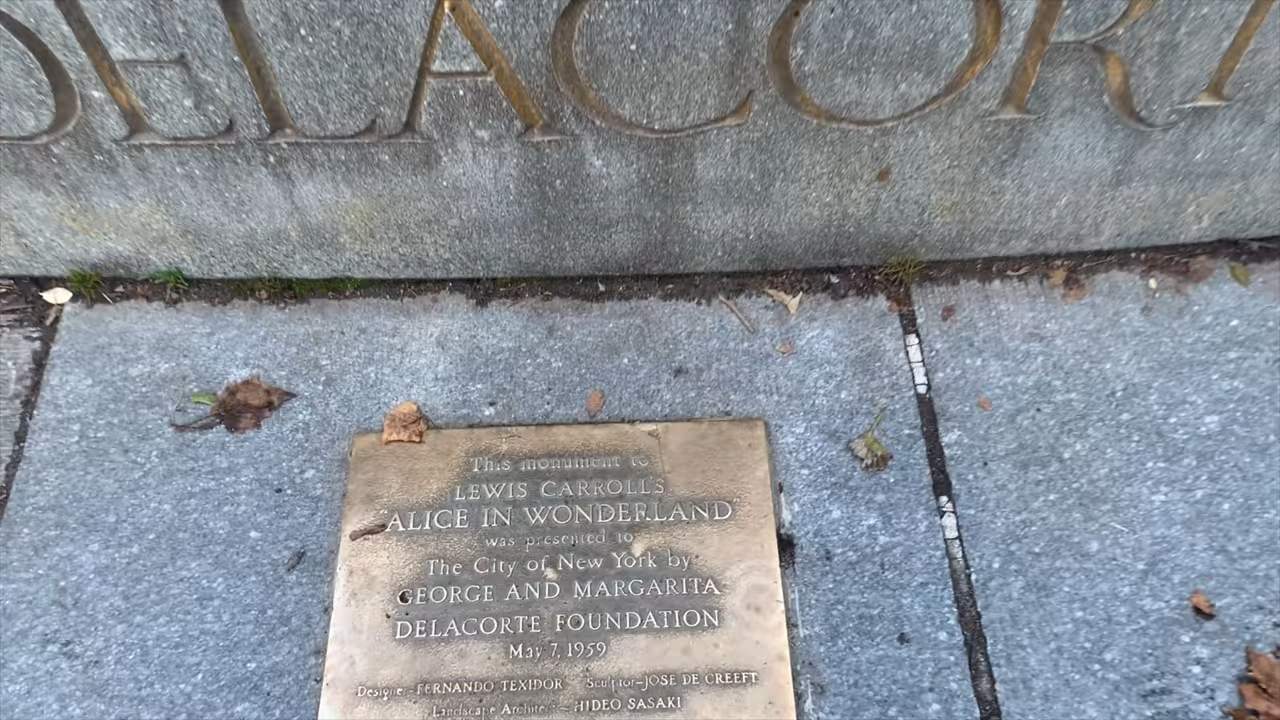 DELACORT
This monument to
LEWIS CARROLL'S
"ALICE IN WONDERLAND"
was presented to
The City of New York by
GEORGE AND MARGARITA
DELACORTE FOUNDATION
May 7, 1959
Designer-FERNANDO TEXIDOR Sculptor-JOSE DE CREEFT
Landscape Architect-HIDEO SASAKI